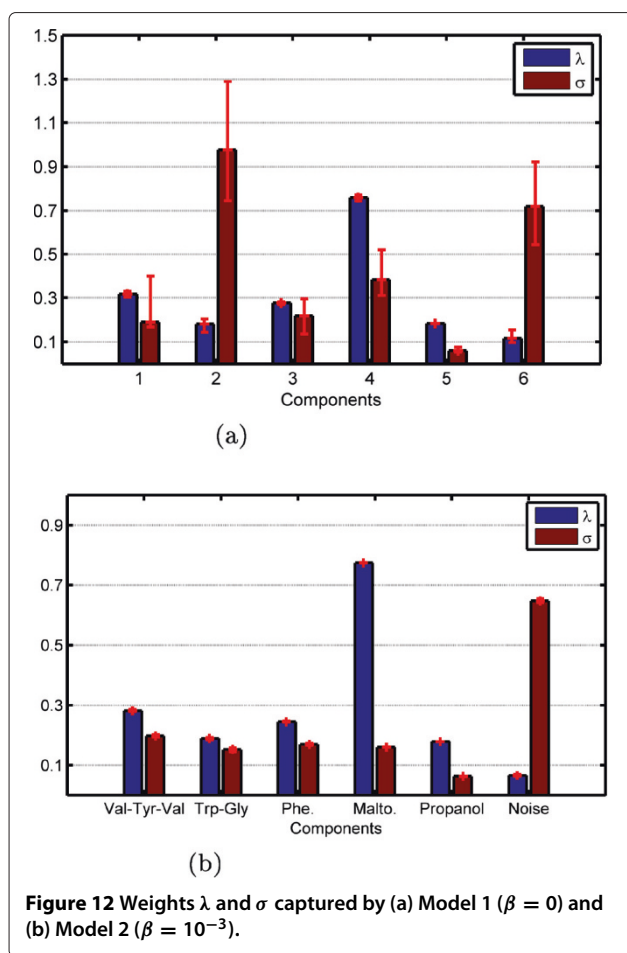 1.5
1.3
1.1
0.9
0.7
0.5
0.3
0.1
λ
σ
1 2 3 4 5 6
Components
(a)
0.9
0.7
0.5
0.3
0.1
λ
σ
Val-Tyr-Val Trp-Gly Phe. Malto. Propanol Noise
Components
(b)
Figure 12 Weights λ and σ captured by (a) Model 1 (β = 0) and
(b) Model 2 (β = 10⁻³).